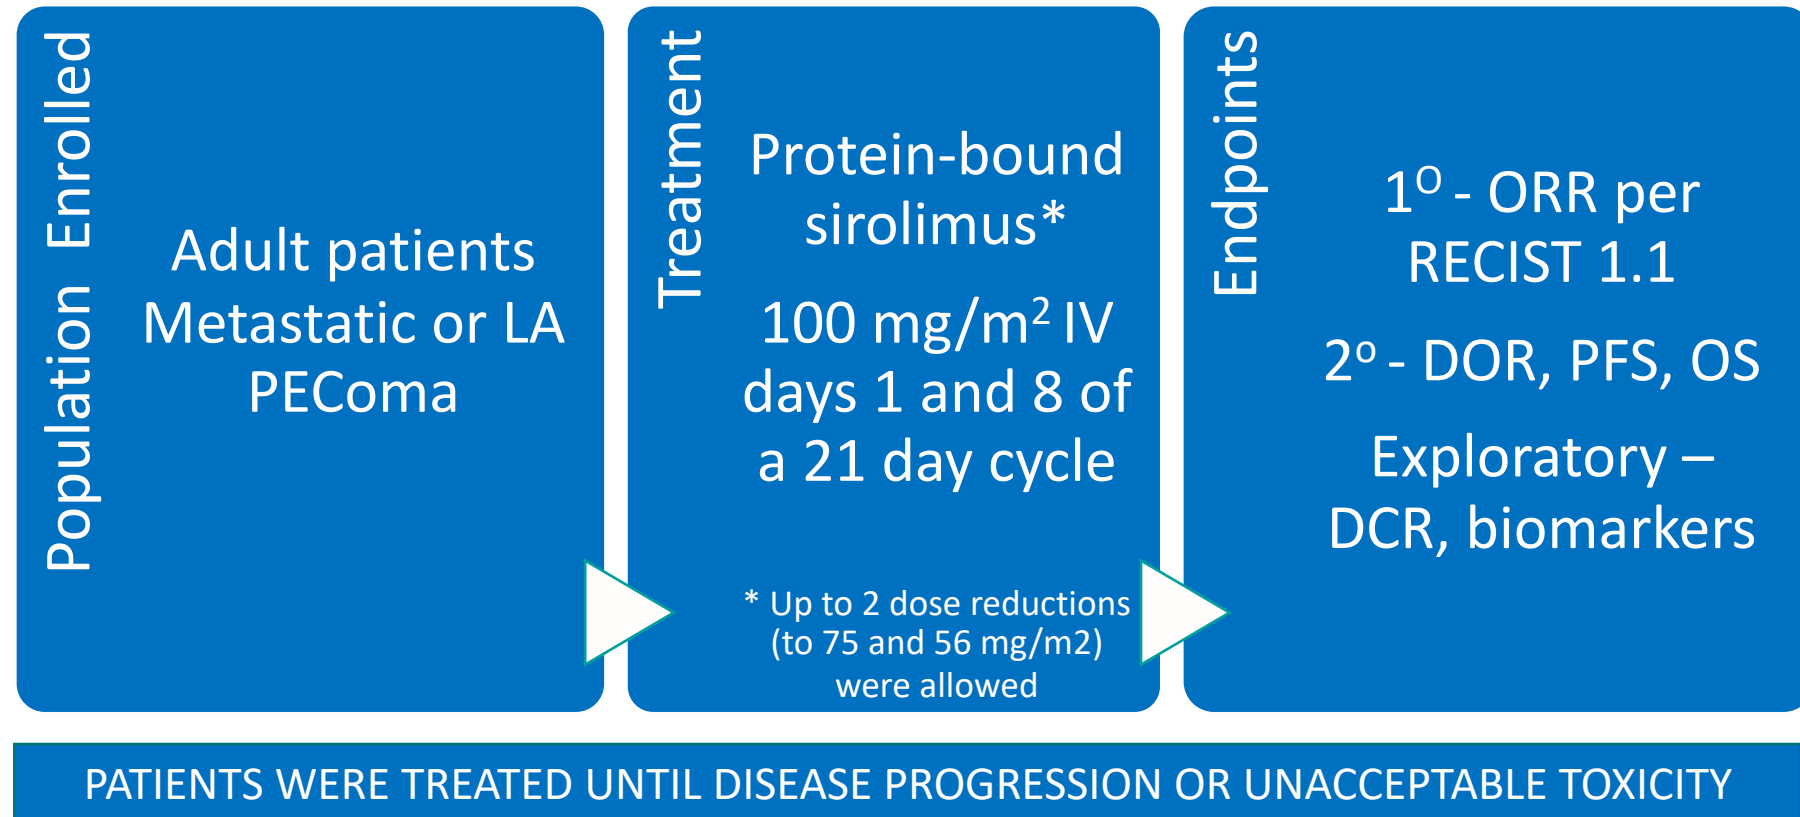 Population Enrolled
Adult patients
Metastatic or LA
PEComa
Treatment
Protein-bound
sirolimus*
100 mg/m² IV
days 1 and 8 of
a 21 day cycle
* Up to 2 dose reductions
(to 75 and 56 mg/m2)
were allowed
Endpoints
1ᴼ - ORR per
RECIST 1.1
2ᵒ - DOR, PFS, OS
Exploratory –
DCR, biomarkers
PATIENTS WERE TREATED UNTIL DISEASE PROGRESSION OR UNACCEPTABLE TOXICITY